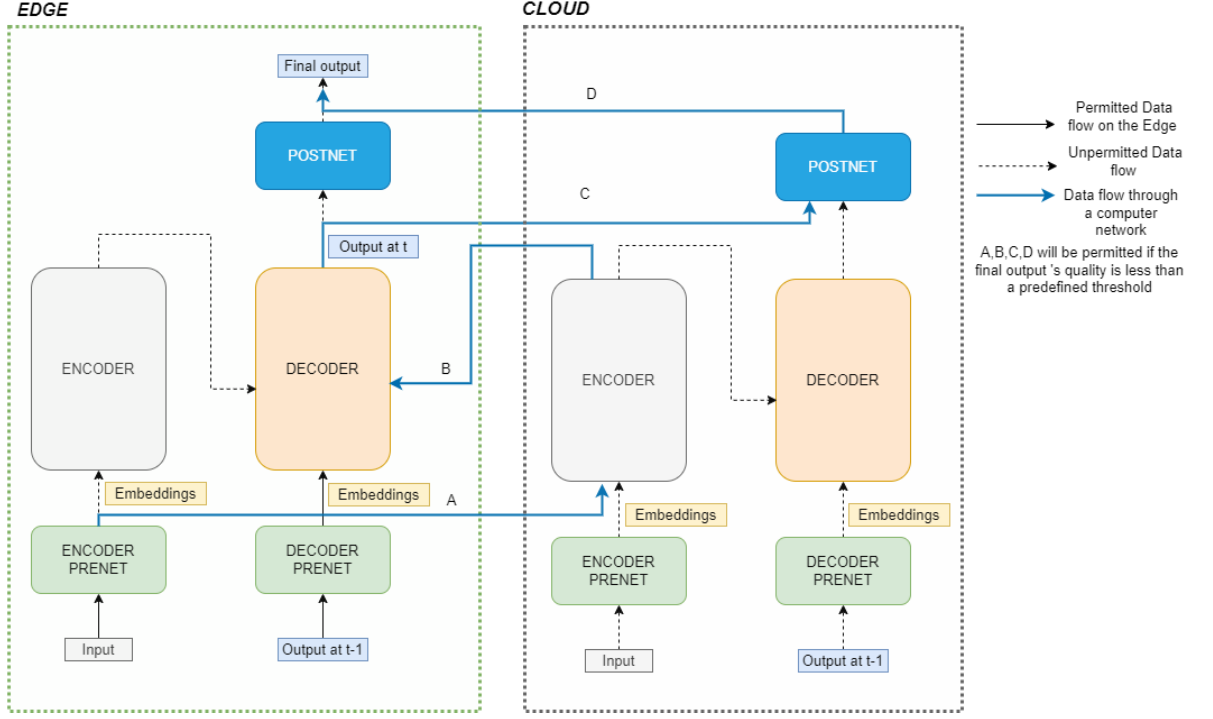 EDGE
CLOUD
Final output
D
POSTNET
POSTNET
C
Output at t
ENCODER
DECODER
B
ENCODER
DECODER
Embeddings
Embeddings
A
Embeddings
Embeddings
ENCODER
PRENET
DECODER
PRENET
ENCODER
PRENET
DECODER
PRENET
Input
Output at t-1
Input
Output at t-1
Permitted Data
flow on the Edge
Unpermitted Data
flow
Data flow through
a computer
network
A,B,C,D will be permitted if the
final output 's quality is less than
a predefined threshold